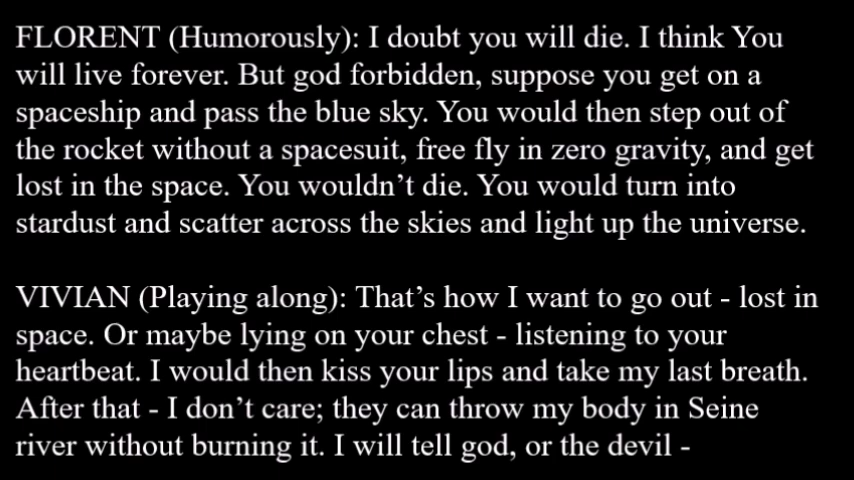 FLORENT (Humorously): I doubt you will die. I think You
will live forever. But god forbidden, suppose you get on a
spaceship and pass the blue sky. You would then step out of
the rocket without a spacesuit, free fly in zero gravity, and get
lost in the space. You wouldn’t die. You would turn into
stardust and scatter across the skies and light up the universe.
VIVIAN (Playing along): That’s how I want to go out - lost in
space. Or maybe lying on your chest - listening to your
heartbeat. I would then kiss your lips and take my last breath.
After that - I don’t care; they can throw my body in Seine
river without burning it. I will tell god, or the devil -